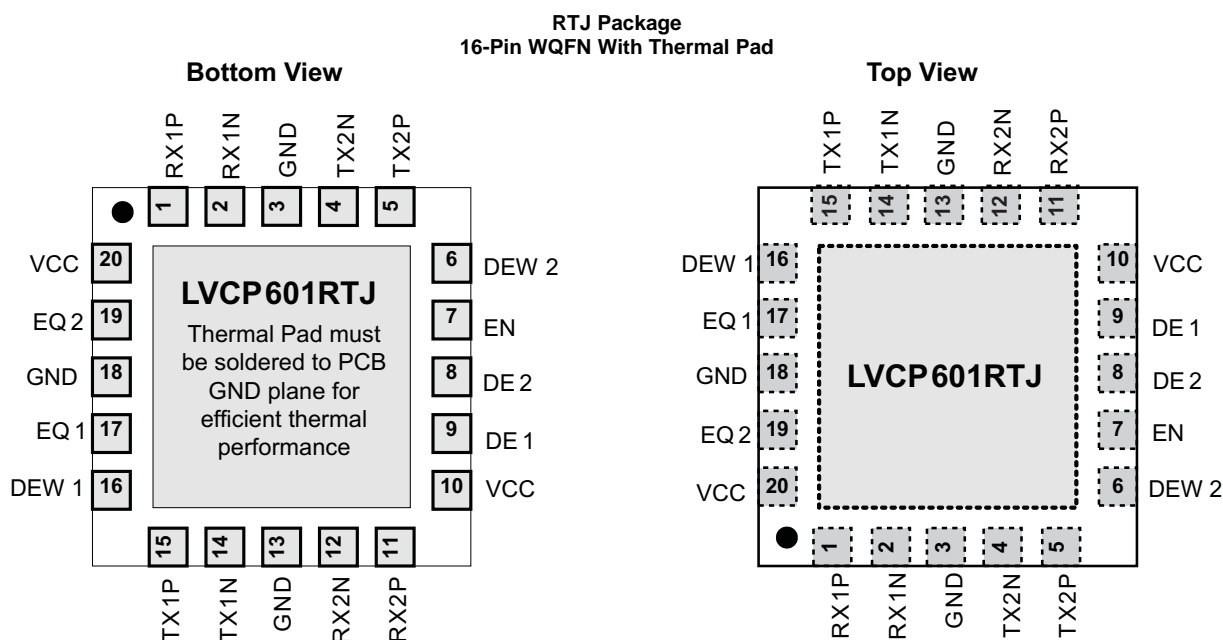 RTJ Package
16-Pin WQFN With Thermal Pad
Bottom View
RX1P
RX1N
GND
TX2N
TX2P
1
2
3
4
5
VCC 20
EQ 2 19
GND 18
EQ 1 17
DEW 1 16
LVCP601RTJ
Thermal Pad must
be soldered to PCB
GND plane for
efficient thermal
performance
6 DEW 2
7 EN
8 DE 2
9 DE 1
10 VCC
15
14
13
12
11
TX1P
TX1N
GND
RX2N
RX2P
Top View
TX1P
TX1N
GND
RX2N
RX2P
15
14
13
12
11
DEW 1 16
EQ 1 17
GND 18
EQ 2 19
VCC 20
LVCP601RTJ
10 VCC
9 DE 1
8 DE 2
7 EN
6 DEW 2
1
2
3
4
5
RX1P
RX1N
GND
TX2N
TX2P